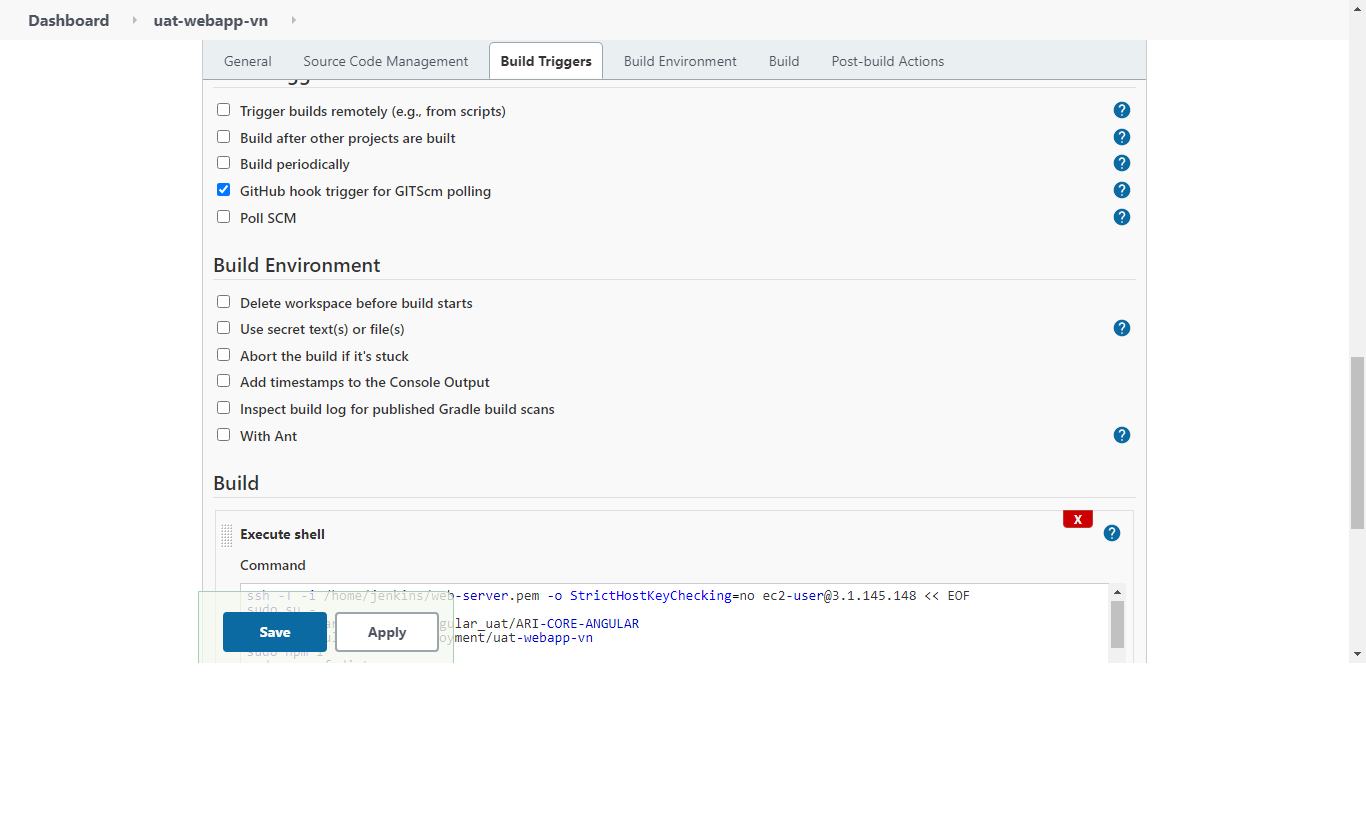 Dashboard uat-webapp-vn
General Source Code Management Build Triggers Build Environment Build Post-build Actions
Trigger builds remotely (e.g., from scripts)
Build after other projects are built
Build periodically
GitHub hook trigger for GITScm polling
Poll SCM
Build Environment
Delete workspace before build starts
Use secret text(s) or file(s)
Abort the build if it's stuck
Add timestamps to the Console Output
Inspect build log for published Gradle build scans
With Ant
Build
X
Execute shell
Command
ssh -T -i /home/jenkins/web-server.pem -o StrictHostKeyChecking=no ec2-user@3.1.145.148 << EOF
sudo su -
gular_uat/ARI-CORE-ANGULAR
oyment/uat-webapp-vn
sudo npm i
Save Apply